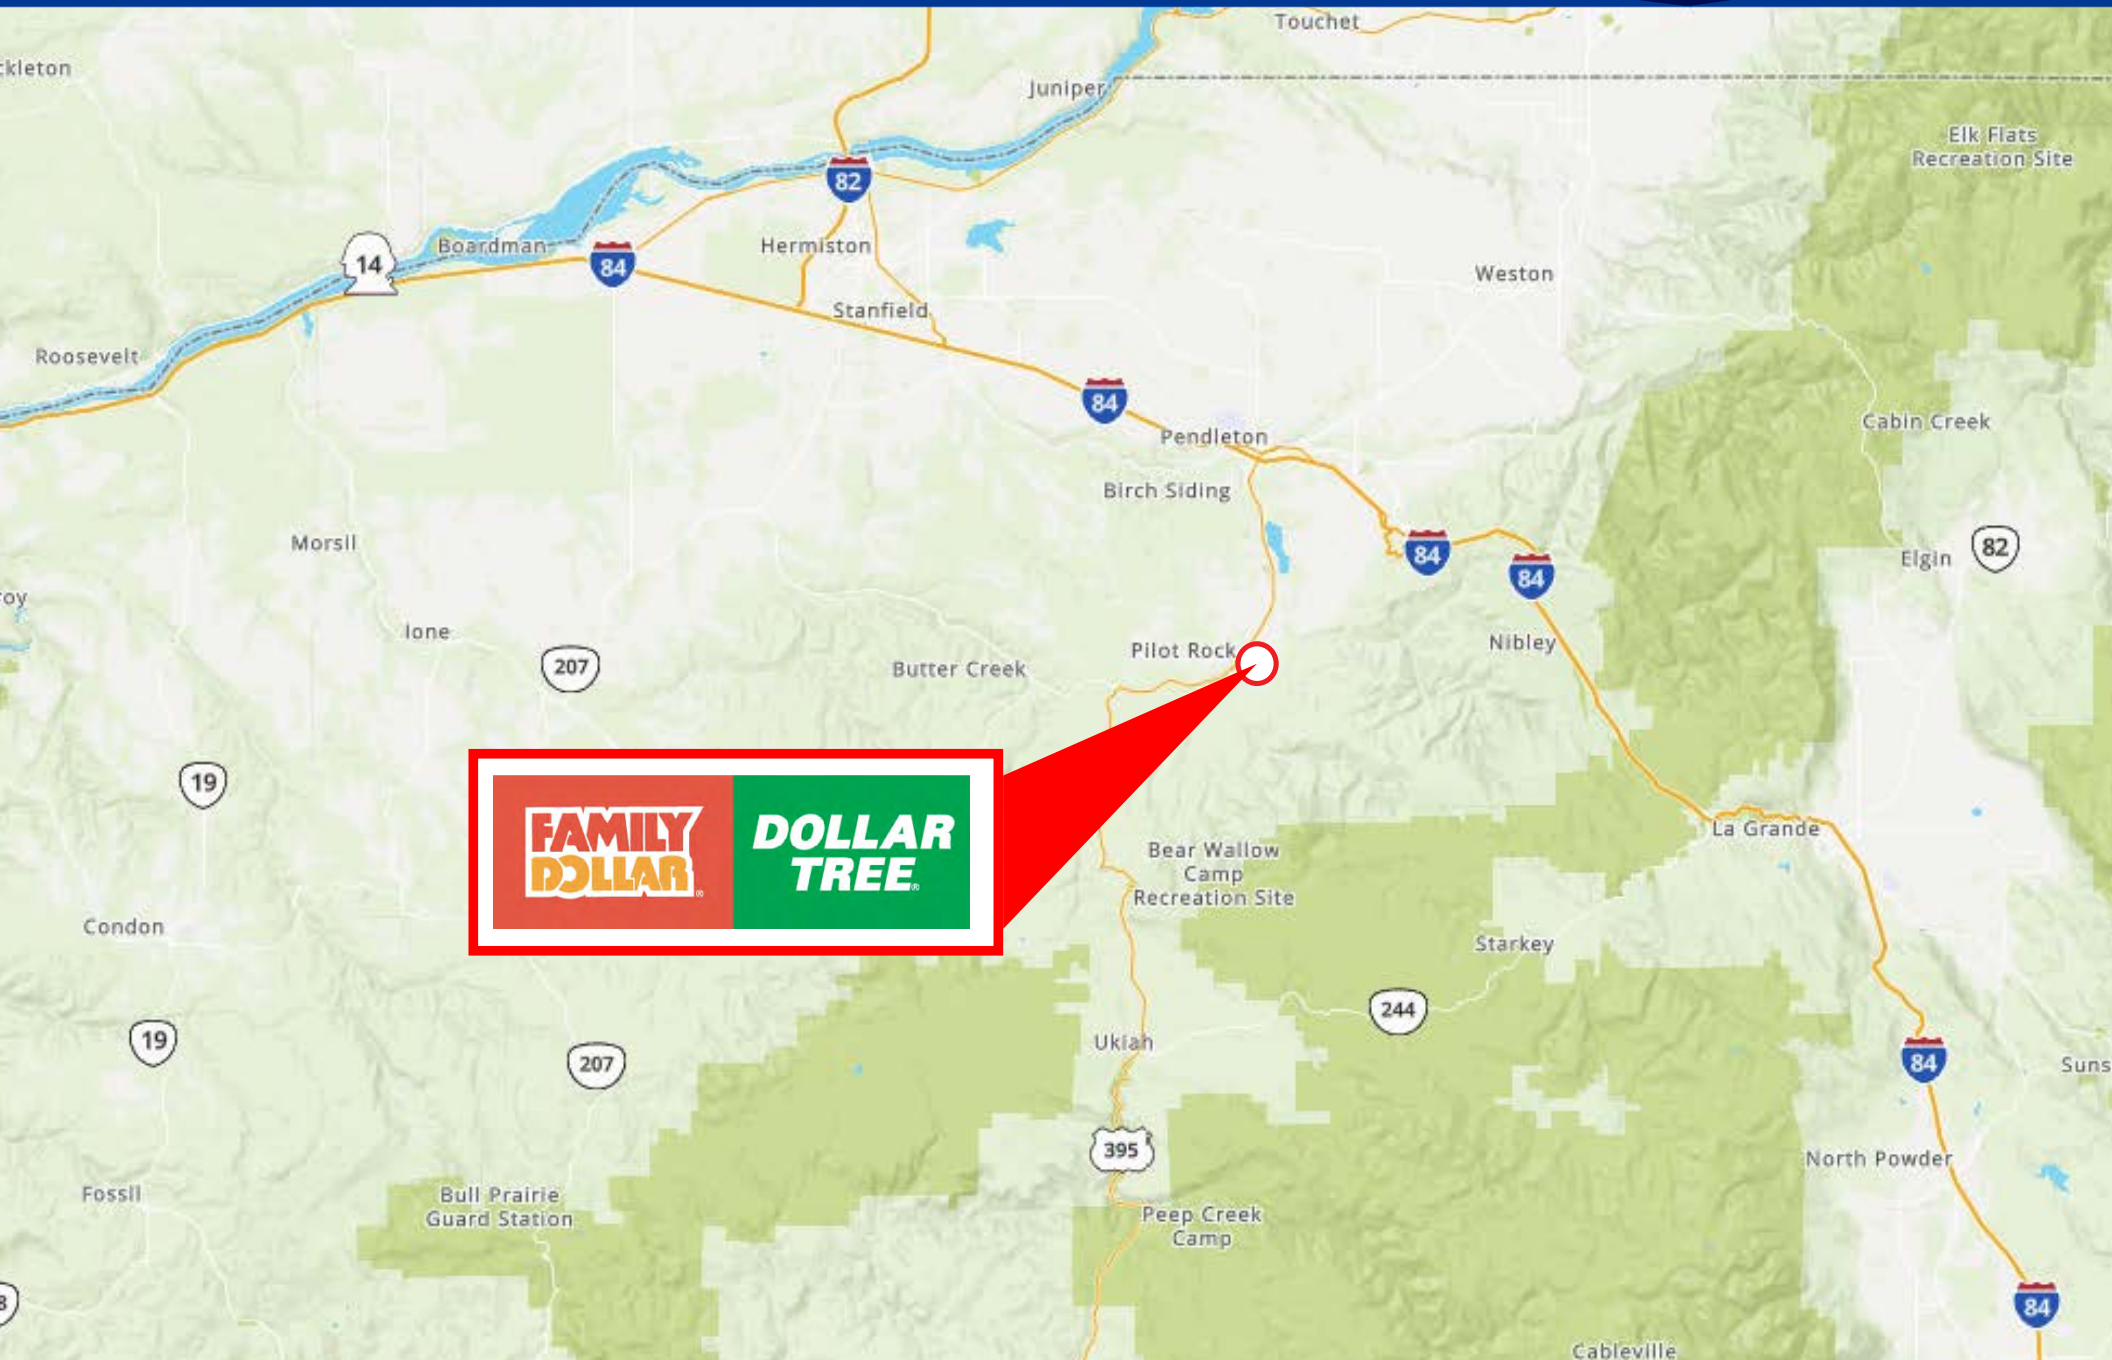 Touchet
ckleton
Juniper
Elk Flats
Recreation Site
82
Boardman
Hermiston
14
84
Weston
Stanfield
Roosevelt
84
Cabin Creek
Pendleton
Birch Siding
Morsil
82
Elgin
84
84
roy
Ione
Nibley
Pilot Rock
207
Butter Creek
19
FAMILY
DOLLAR®
DOLLAR
TREE®
La Grande
Bear Wallow
Camp
Recreation Site
Condon
Starkey
244
19
Ukiah
207
84
Suns
395
North Powder
Fossil
Bull Prairie
Guard Station
Peep Creek
Camp
84
Cableville